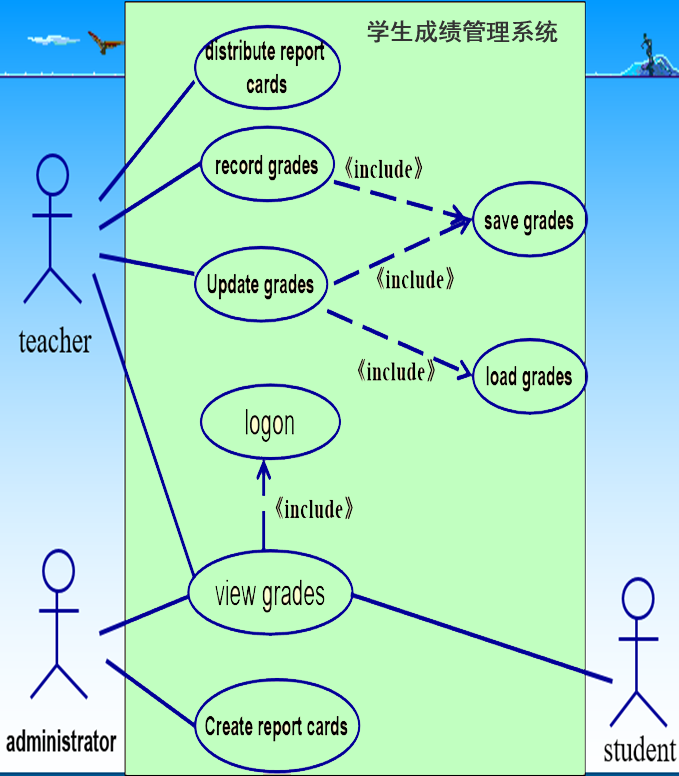 学生成绩管理系统
distribute report
cards
record grades
《include》
save grades
Update grades
《include》
teacher
《include》
load grades
logon
《include》
view grades
administrator
Create report cards
student